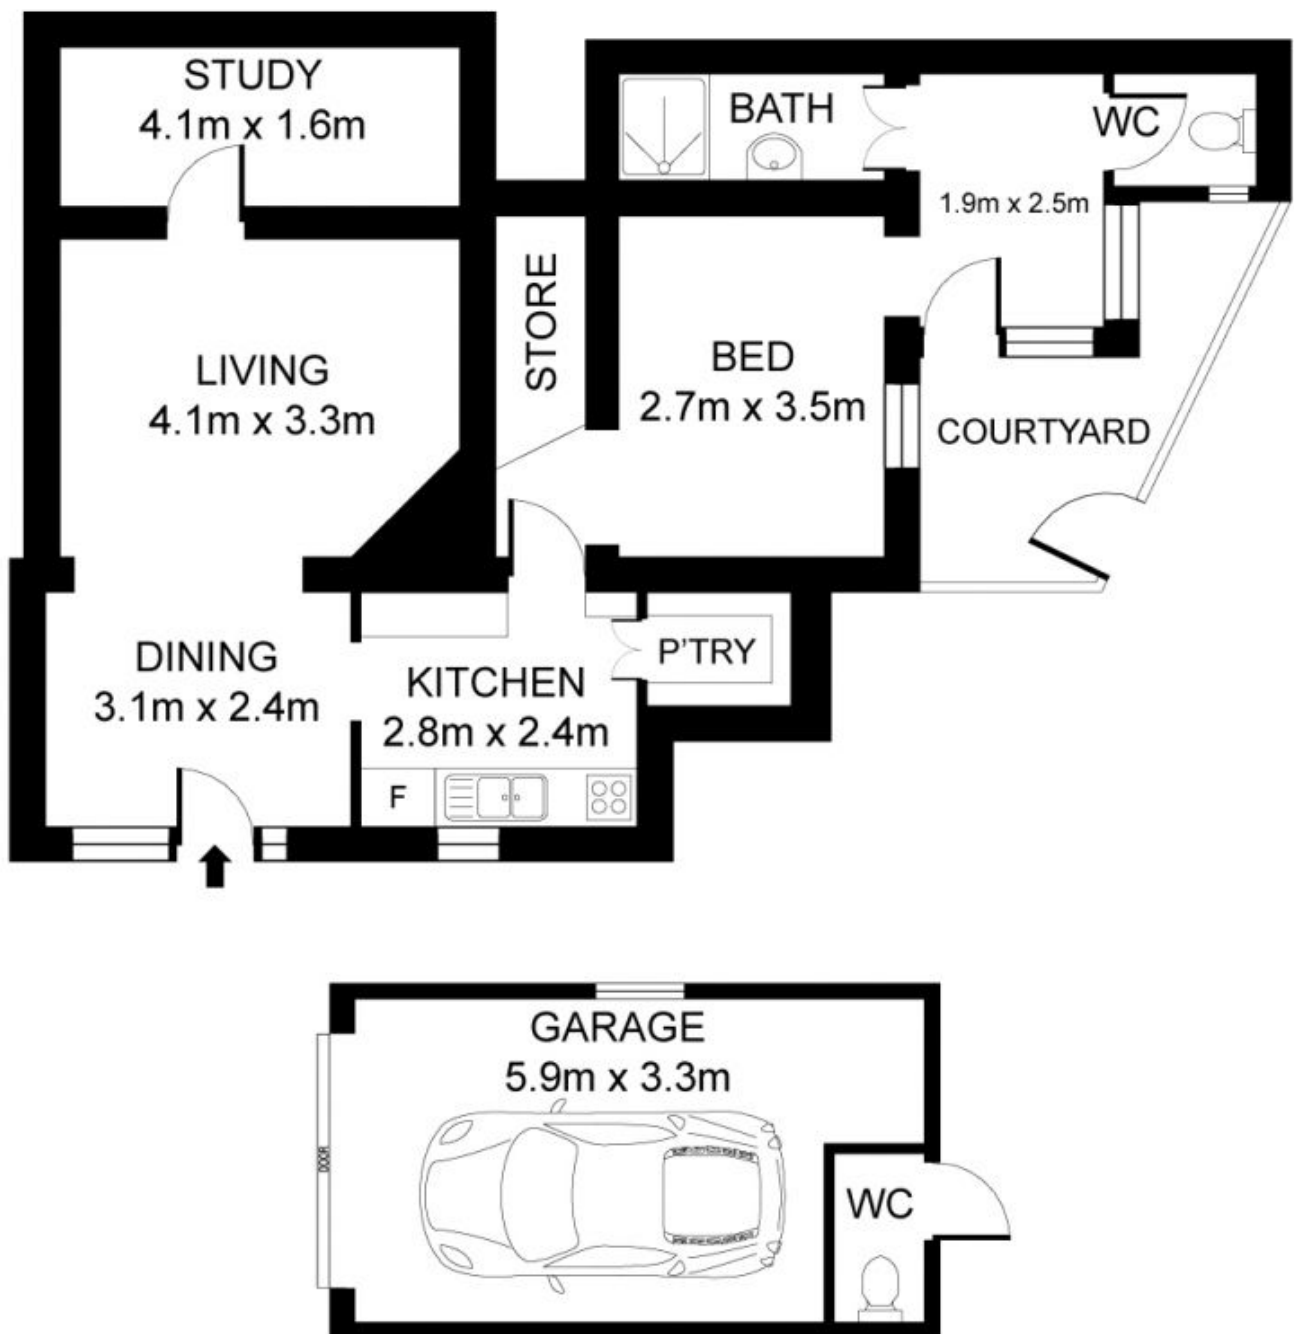 STUDY
4.1m x 1.6m
BATH
WC
1.9m x 2.5m
STORE
LIVING
4.1m x 3.3m
BED
2.7m x 3.5m
COURTYARD
DINING
3.1m x 2.4m
KITCHEN
2.8m x 2.4m
P'TRY
F
GARAGE
5.9m x 3.3m
DOOR
WC